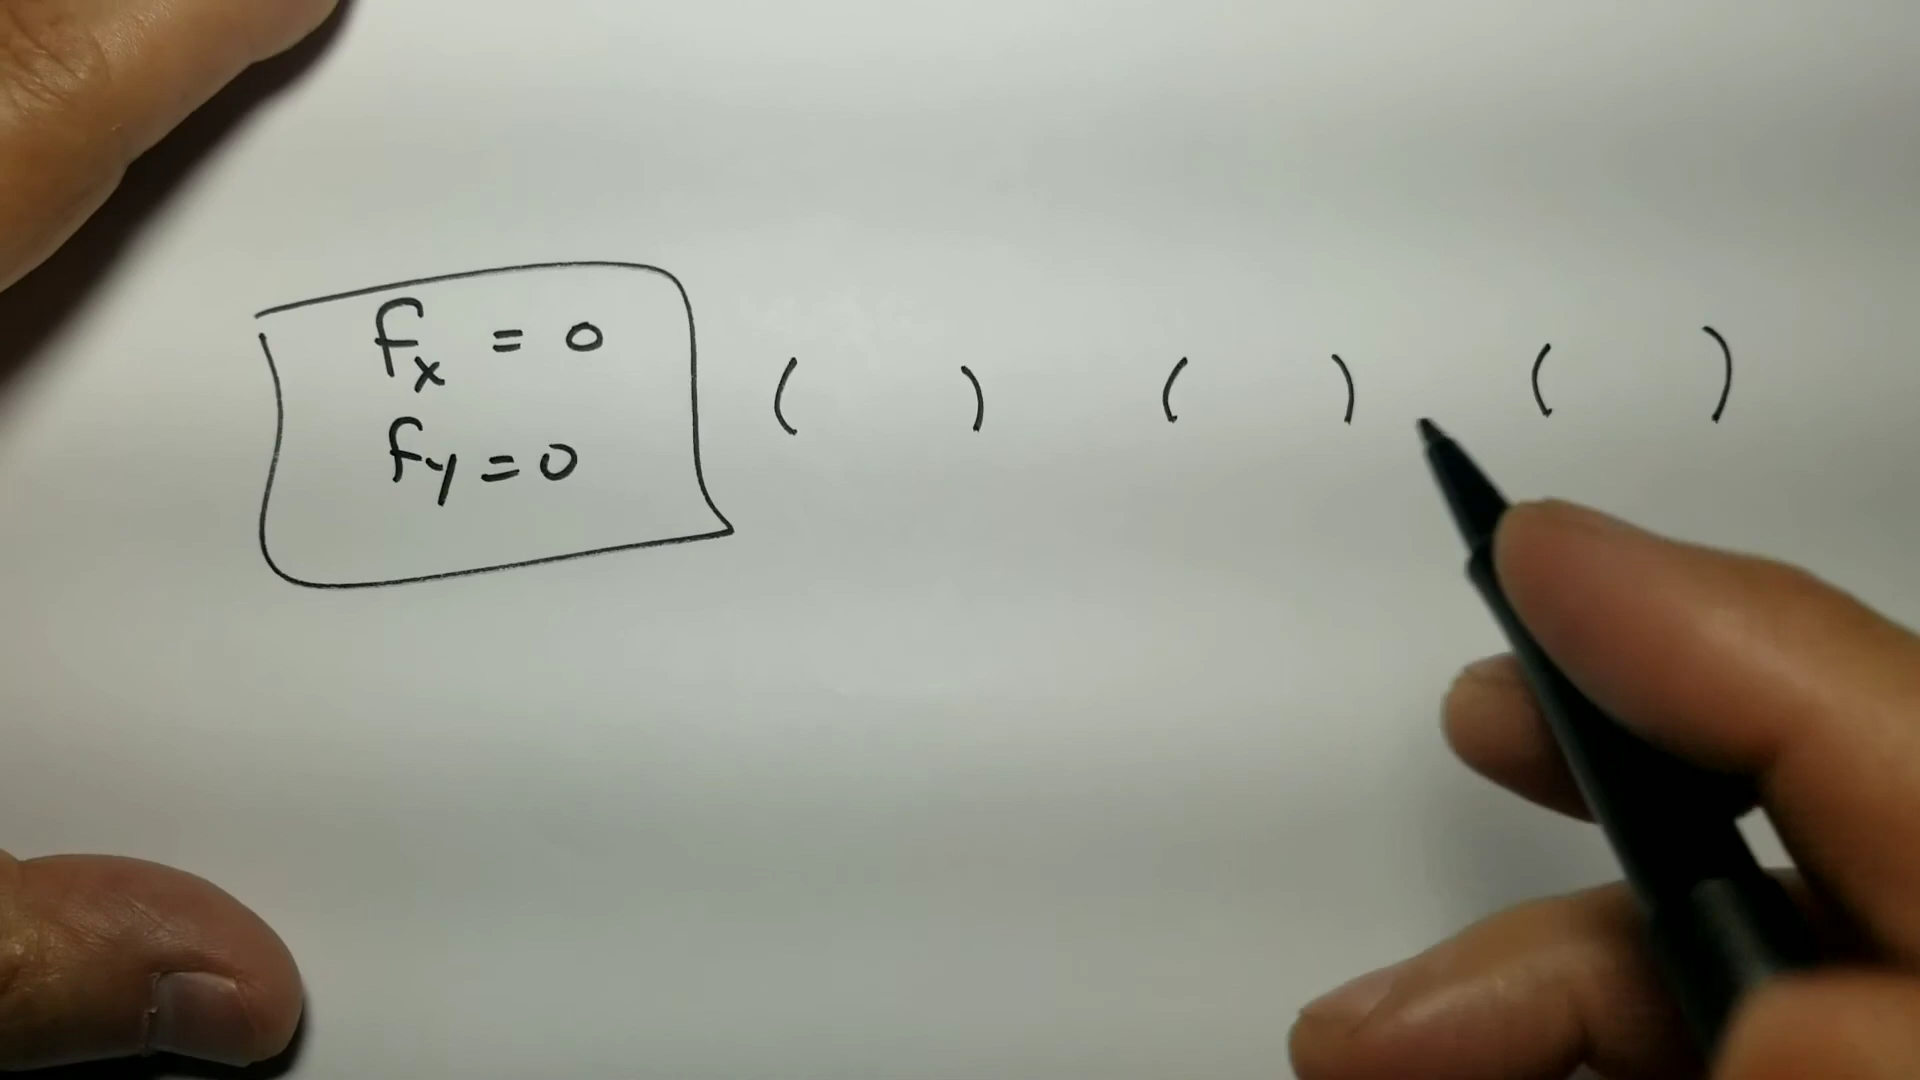 fx = 0 ( ) ( ) ( )
fy = 0